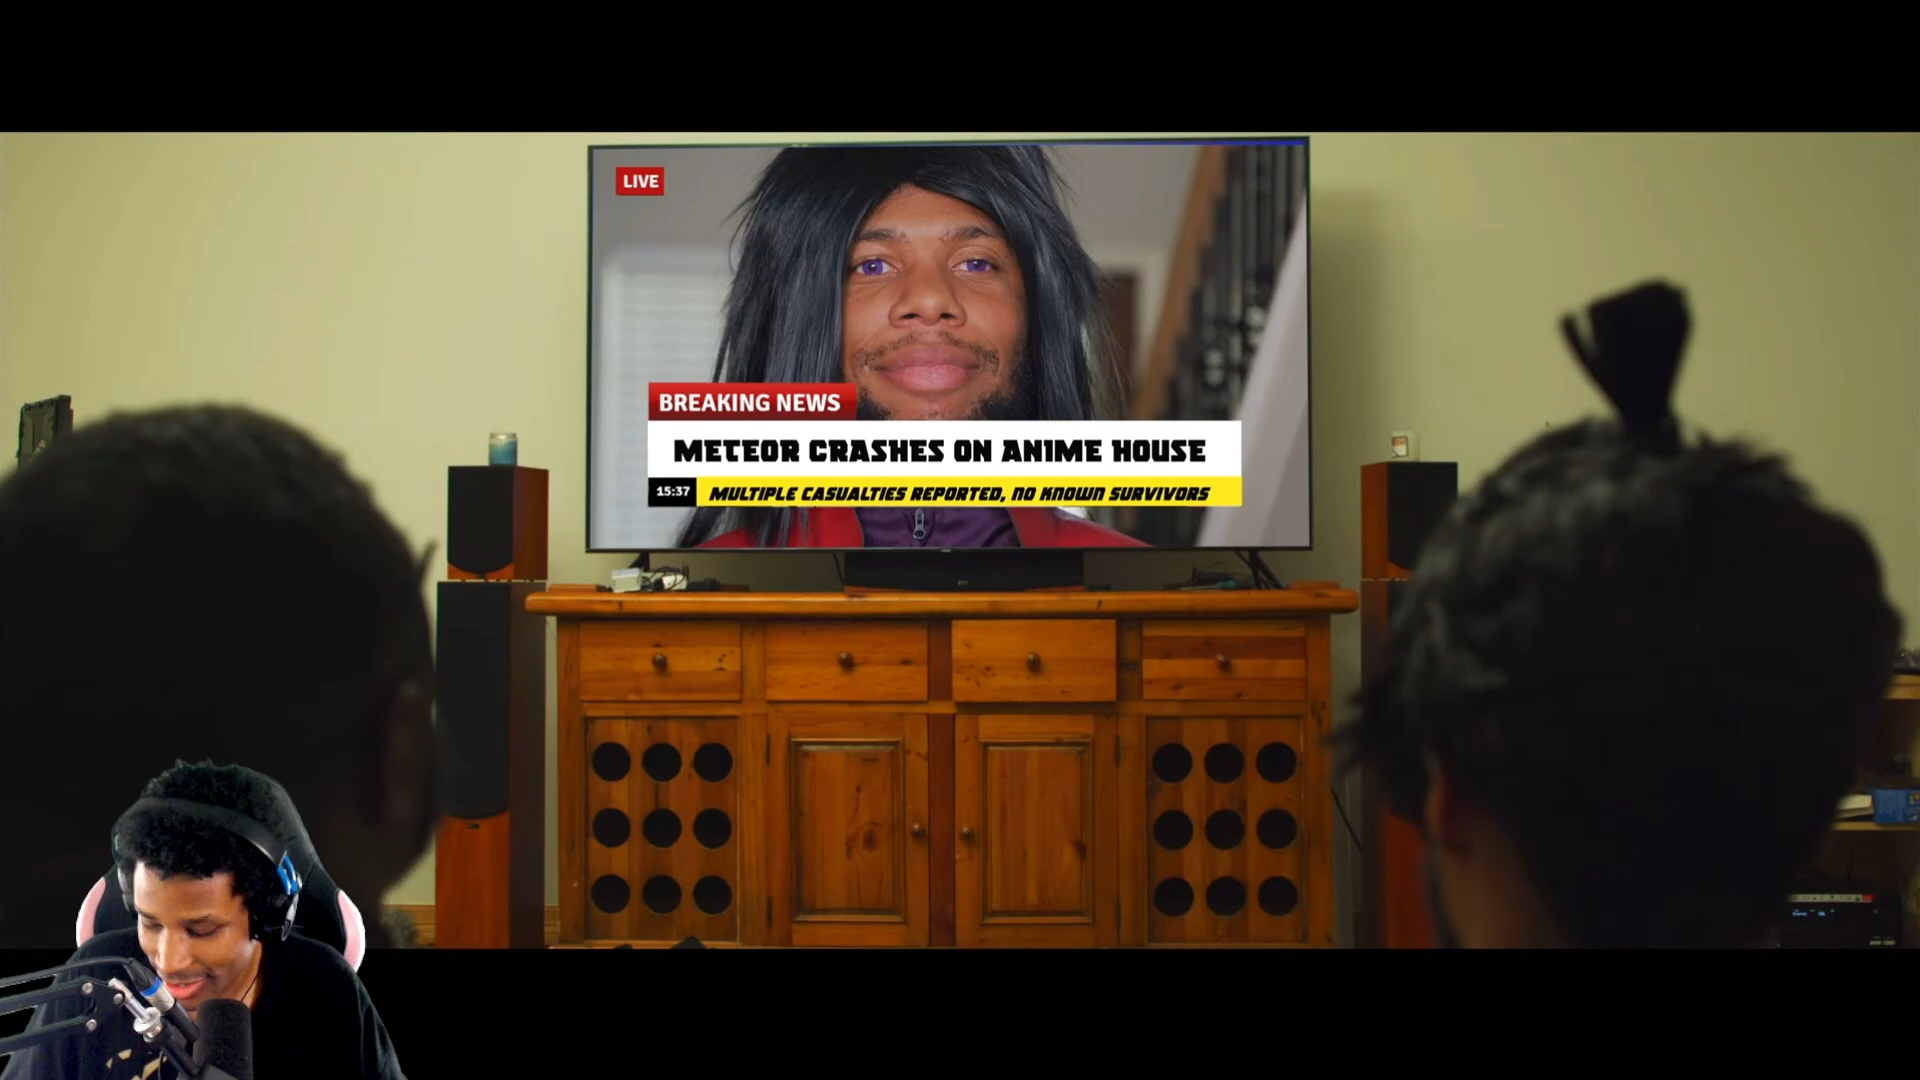 LIVE
BREAKING NEWS
METEOR CRASHES ON ANIME HOUSE
15:37 MULTIPLE CASUALTIES REPORTED, NO KNOWN SURVIVORS